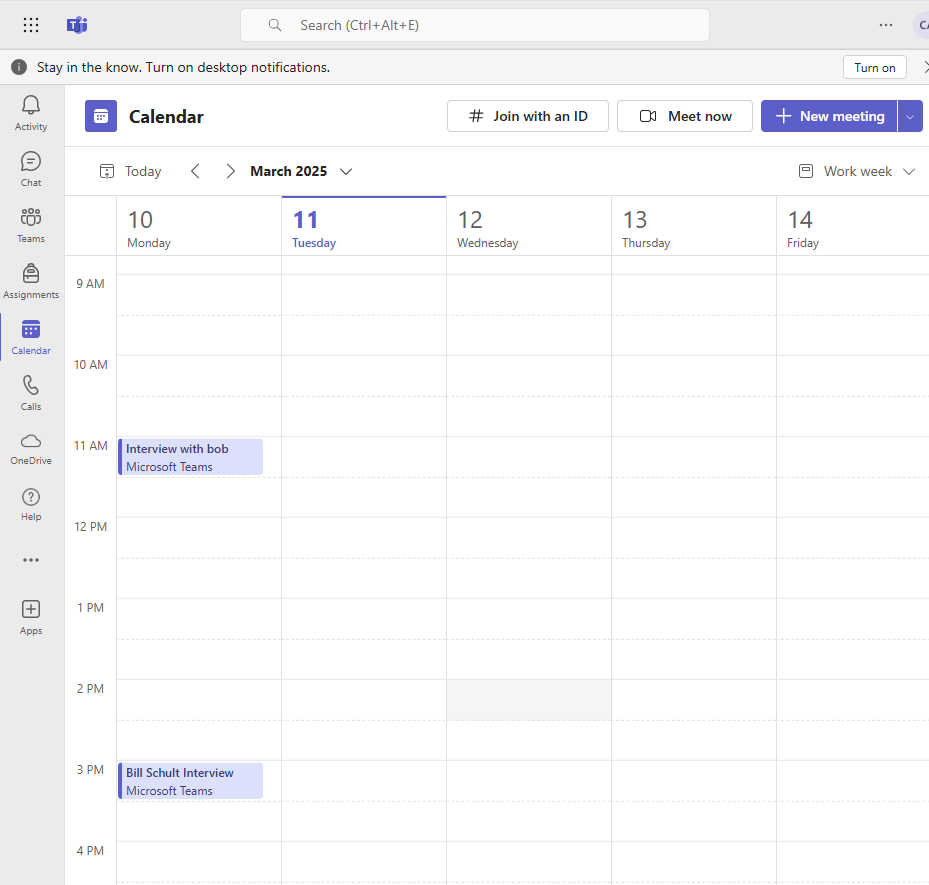 Search (Ctrl+Alt+E)
Stay in the know. Turn on desktop notifications.
Turn on
Activity
Chat
Teams
Assignments
Calendar
Calls
OneDrive
Help
Apps
Calendar
Join with an ID
Meet now
New meeting
Today
March 2025
Work week
10
Monday
11
Tuesday
12
Wednesday
13
Thursday
14
Friday
9 AM
10 AM
11 AM
Interview with bob
Microsoft Teams
12 PM
1 PM
2 PM
3 PM
Bill Schult Interview
Microsoft Teams
4 PM